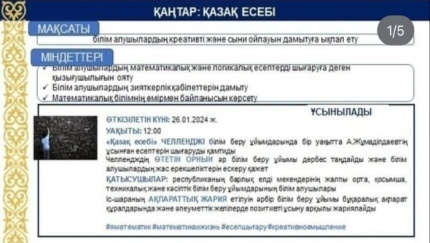 ҚАҢТАР: ҚАЗАҚ ЕСЕБІ
1/5
МАҚСАТЫ
білім алушылардың креативті және сыни ойлауын дамытуға ықпал ету
МІНДЕТТЕРІ
✓ Білім алушылардың математикалық және логикалық есептерді шығаруға деген
қызығушылығын ояту
✓ Білім алушылардың зияткерлік қабілеттерін дамыту
✓ Математикалық білімнің өмірмен байланысын көрсету
ҰСЫНЫЛАДЫ
ӨТКІЗІЛЕТІН КҮНІ: 26.01.2024 ж.
УАҚЫТЫ: 12:00
«Қазақ есебі» ЧЕЛЛЕНДЖІ білім беру ұйымдарында бір уақытта А.Жұмаділдаевтің
ұсынған есептерін шығаруды қамтиды
Челленджің ӨТЕТІН ОРНЫН әр білім беру ұйымы дербес таңдайды және білім
алушылардың жас ерекшеліктерін ескеру қажет
ҚАТЫСУШЫЛАР: республиканың барлық елді мекендерінің жалпы орта, қосымша,
техникалық және кәсіптік білім беру ұйымдарының білім алушылары
Іс-шараның АҚПАРАТТЫҚ ЖАРИЯ етілуін әрбір білім беру ұйымы бұқаралық ақпарат
құралдарында және әлеуметтік желілерде позитивті ұсыну арқылы жариялайды
#яматематик #математикавижизнь #есепшығару #креативноемышление